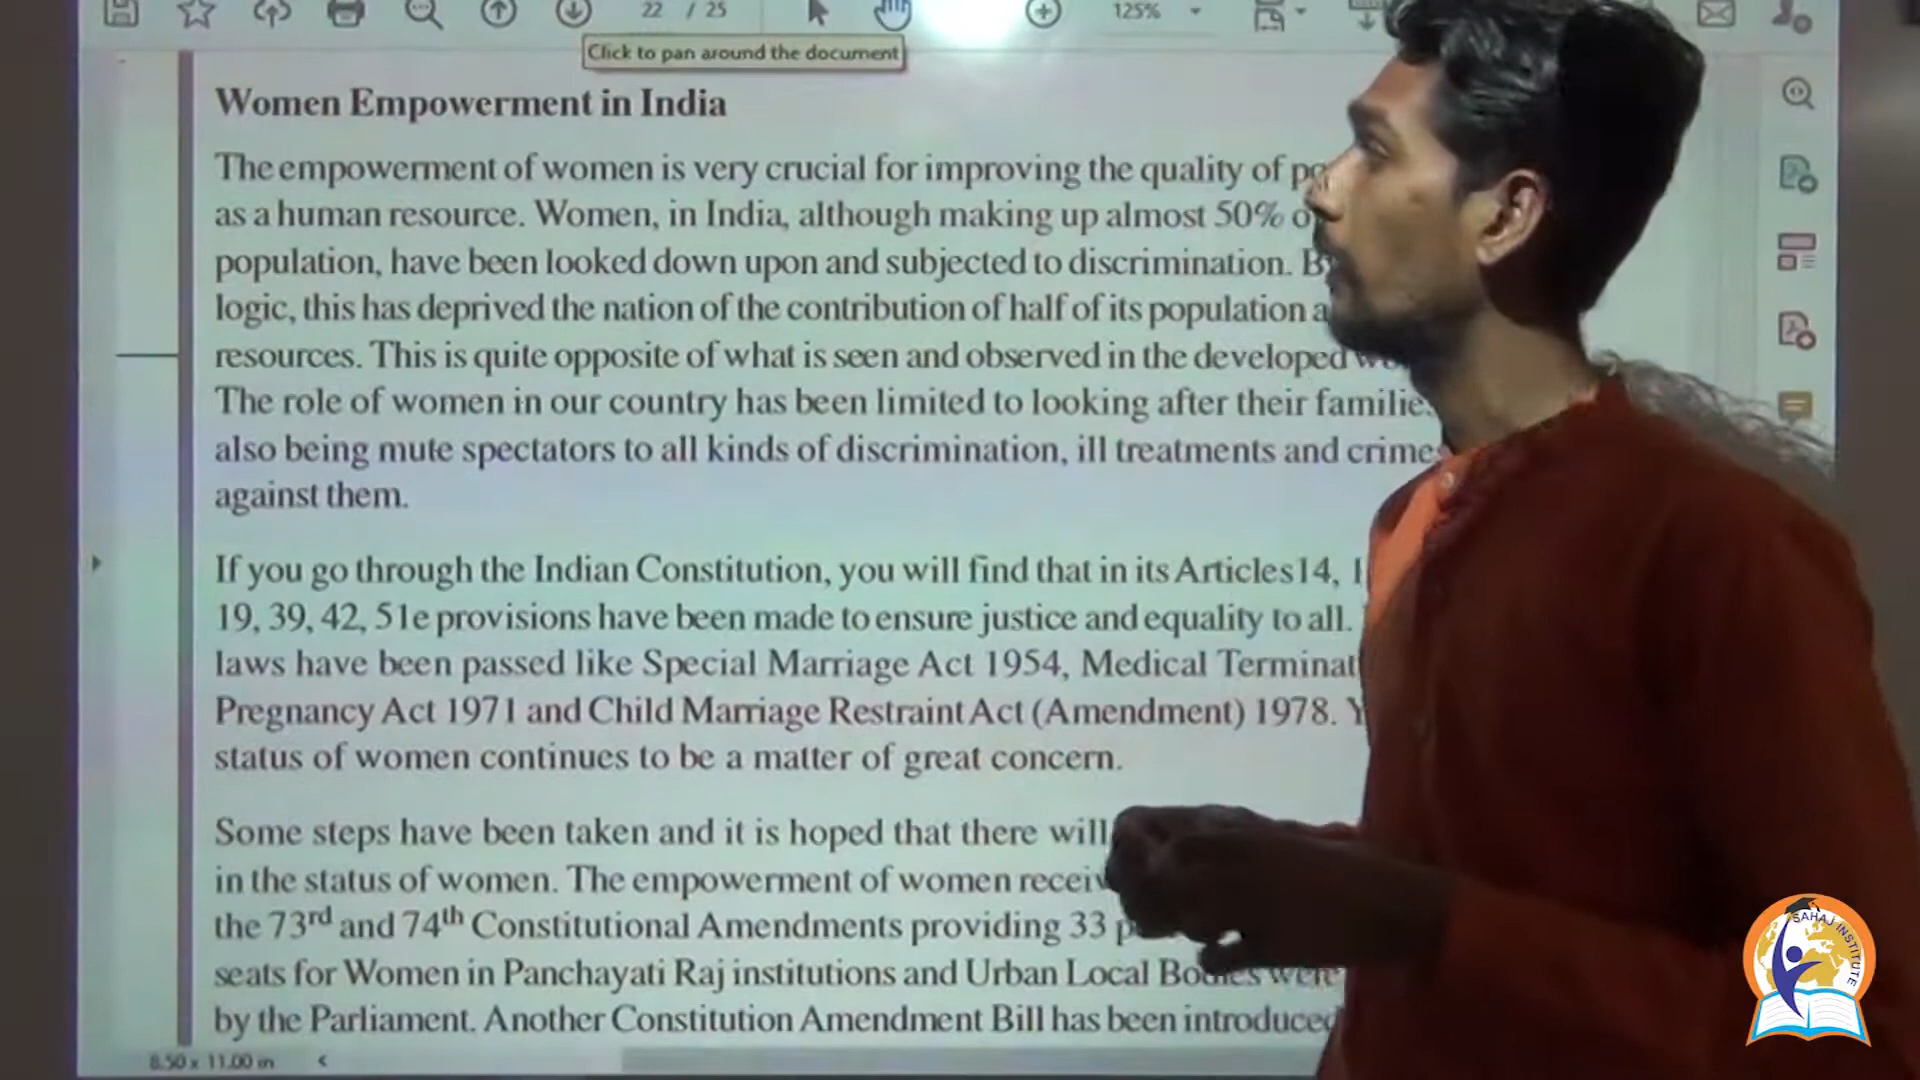 22 / 25
125%
Click to pan around the document
Women Empowerment in India
The empowerment of women is very crucial for improving the quality of
as a human resource. Women, in India, although making up almost 50%
population, have been looked down upon and subjected to discrimination.
logic, this has deprived the nation of the contribution of half of its population
resources. This is quite opposite of what is seen and observed in the developed
The role of women in our country has been limited to looking after their
also being mute spectators to all kinds of discrimination, ill treatments and
against them.
If you go through the Indian Constitution, you will find that in its Articles14,
19, 39, 42, 51e provisions have been made to ensure justice and equality to all.
laws have been passed like Special Marriage Act 1954, Medical
Pregnancy Act 1971 and Child Marriage Restraint Act (Amendment) 1978.
status of women continues to be a matter of great concern.
Some steps have been taken and it is hoped that there will
in the status of women. The empowerment of women
the 73rd and 74th Constitutional Amendments providing 33
seats for Women in Panchayati Raj institutions and Urban Local Bodies were
by the Parliament. Another Constitution Amendment Bill has been introduced
8.50 x 11.00 in
SAHAJ INSTITUTE